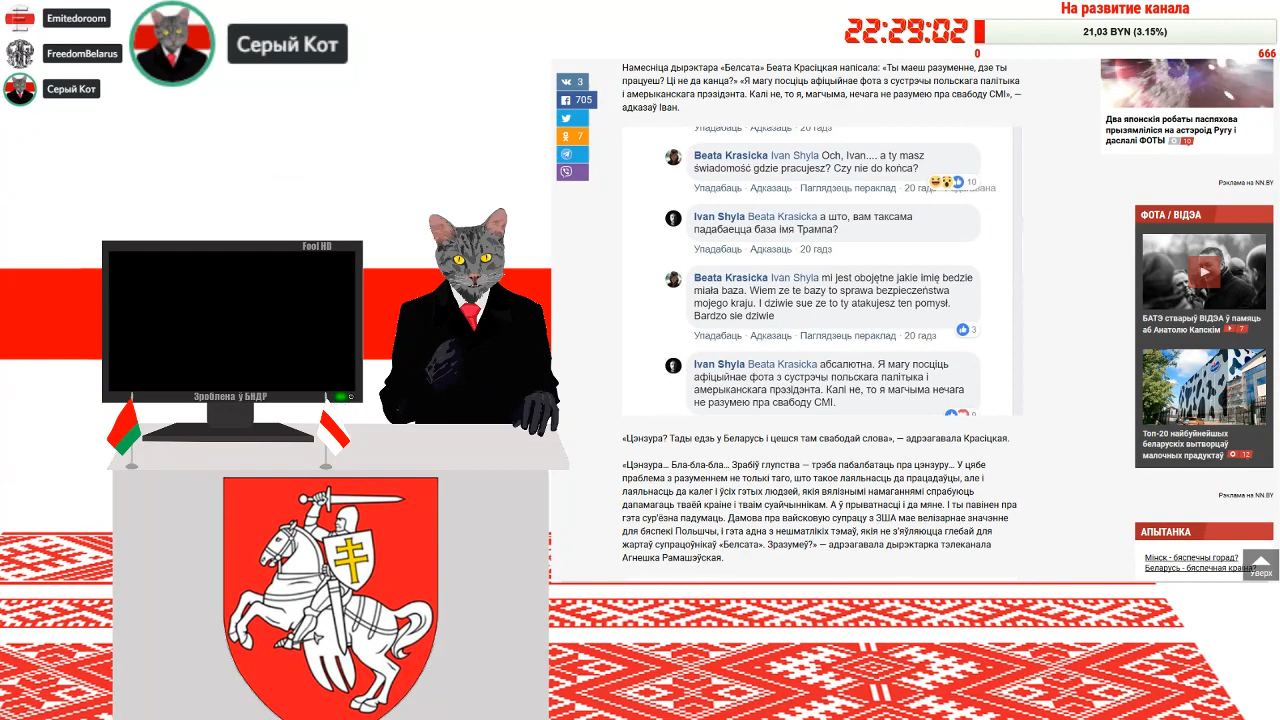 Emitedoroom
FreedomBelarus
Серый Кот
Серый Кот
22:29:02
На развитие канала
21,03 BYN (3.15%)
0
666
Fool HD
Зроблена ў БНДР
3
705
7
Намесніца дырэктара «Белсата» Беата Красіцкая напісала: «Ты маеш разуменне, дзе ты
працуеш? Ці не да канца?» «Я магу посціць афіцыйнае фота з сустрэчы польскага палітыка
і амерыканскага прэзідэнта. Калі не, то я, магчыма, нечага не разумею пра свабоду СМІ», —
адказаў Іван.
Упадабаць · Адказаць · 20 гадз
Beata Krasicka Ivan Shyla Och, Ivan.... a ty masz
świadomość gdzie pracujesz? Czy nie do końca?
10
Упадабаць · Адказаць · Паглядзець пераклад · 20 гадз
Ivan Shyla Beata Krasicka а што, вам таксама
падабаецца база імя Трампа?
Упадабаць · Адказаць · 20 гадз
Beata Krasicka Ivan Shyla mi jest obojętne jakie imię bedzie
miała baza. Wiem ze te bazy to sprawa bezpieczeństwa
mojego kraju. I dziwie sue ze to ty atakujesz ten pomysł.
Bardzo sie dziwie
3
Упадабаць · Адказаць · Паглядзець пераклад · 20 гадз
Ivan Shyla Beata Krasicka абсалютна. Я магу посціць
афіцыйнае фота з сустрэчы польскага палітыка і
амерыканскага прэзідэнта. Калі не, то я магчыма нечага
не разумею пра свабоду СМІ.
9
«Цэнзура? Тады едзь у Беларусь і цешся там свабодай слова», — адрэагавала Красіцкая.
«Цэнзура… Бла-бла-бла… Зрабіў глупства — трэба пабалбатаць пра цэнзуру… У цябе
праблема з разуменнем не толькі таго, што такое лаяльнасць да працадаўцы, але і
лаяльнасць да калег і ўсіх гэтых людзей, якія вялізнымі намаганнямі спрабуюць
дапамагаць тваёй краіне і тваім суайчыннікам. А ў прыватнасці і да мяне. І ты павінен пра
гэта сур'ёзна падумаць. Дамова пра вайсковую супрацу з ЗША мае велізарнае значэнне
для бяспекі Польшчы, і гэта адна з нешматлікіх тэмаў, якія не з'яўляюцца глебай для
жартаў супрацоўнікаў «Белсата». Зразумеў?» — адрэагавала дырэктарка тэлеканала
Агнешка Рамашэўская.
Два японскія робаты паспяхова
прызямліліся на астэроід Ругу і
даслалі ФОТЫ 10
Рэклама на NN.BY
ФОТА / ВІДЭА
БАТЭ стварыў ВІДЭА ў памяць
аб Анатолю Капскім 7
Топ-20 найбуйнейшых
беларускіх вытворцаў
малочных прадуктаў 12
Рэклама на NN.BY
АПЫТАНКА
Мінск - бяспечны горад?
Беларусь - бяспечная краіна?
Уверх